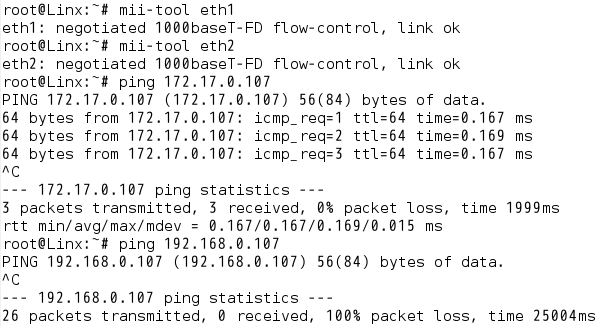 root@Linx:~# mii-tool eth1
eth1: negotiated 1000baseT-FD flow-control, link ok
root@Linx:~# mii-tool eth2
eth2: negotiated 1000baseT-FD flow-control, link ok
root@Linx:~# ping 172.17.0.107
PING 172.17.0.107 (172.17.0.107) 56(84) bytes of data.
64 bytes from 172.17.0.107: icmp_req=1 ttl=64 time=0.167 ms
64 bytes from 172.17.0.107: icmp_req=2 ttl=64 time=0.169 ms
64 bytes from 172.17.0.107: icmp_req=3 ttl=64 time=0.167 ms
^C
--- 172.17.0.107 ping statistics ---
3 packets transmitted, 3 received, 0% packet loss, time 1999ms
rtt min/avg/max/mdev = 0.167/0.167/0.169/0.015 ms
root@Linx:~# ping 192.168.0.107
PING 192.168.0.107 (192.168.0.107) 56(84) bytes of data.
^C
--- 192.168.0.107 ping statistics ---
26 packets transmitted, 0 received, 100% packet loss, time 25004ms